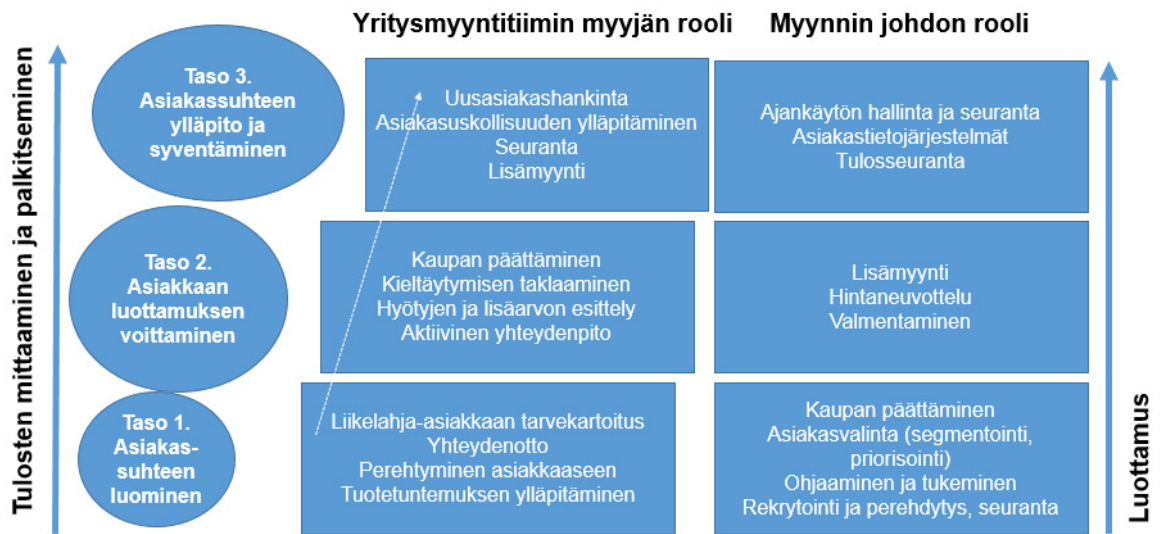 Yritysmyyntitiimin myyjän rooli
Myynnin johdon rooli
Tulosten mittaaminen ja palkitseminen
Taso 3.
Asiakassuhteen
ylläpito ja
syventäminen
Uusasiakashankinta
Asiakasuskollisuuden ylläpitäminen
Seuranta
Lisämyynti
Ajankäytön hallinta ja seuranta
Asiakastietojärjestelmät
Tulosseuranta
Taso 2.
Asiakkaan
luottamuksen
voittaminen
Kaupan päättäminen
Kieltäytymisen taklaaminen
Hyötyjen ja lisäarvon esittely
Aktiivinen yhteydenpito
Lisämyynti
Hintaneuvottelu
Valmentaminen
Taso 1.
Asiakas-
suhteen
luominen
Liikelahja-asiakkaan tarvekartoitus
Yhteydenotto
Perehtyminen asiakkaaseen
Tuotetuntemuksen ylläpitäminen
Kaupan päättäminen
Asiakasvalinta (segmentointi,
priorisointi)
Ohjaaminen ja tukeminen
Rekrytointi ja perehdytys, seuranta
Luottamus